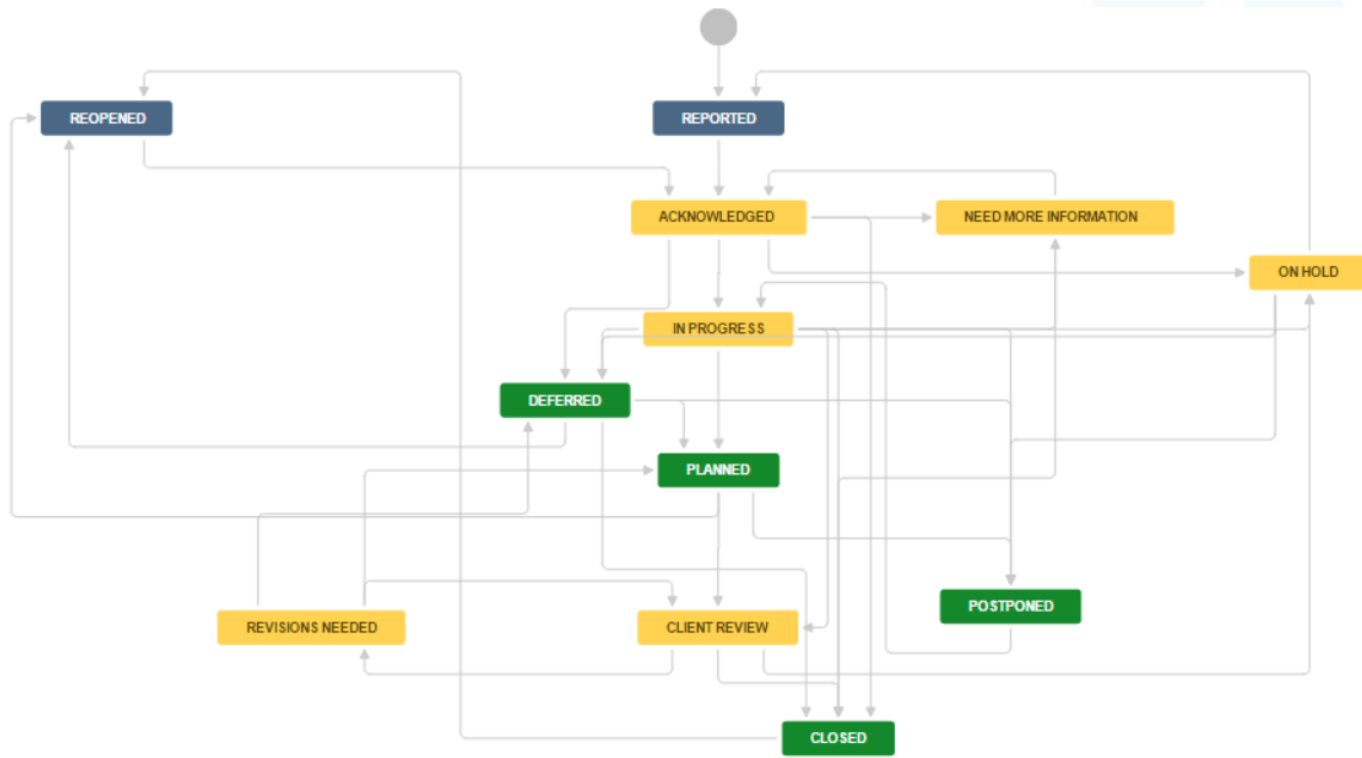 REOPENED
REPORTED
ACKNOWLEDGED
NEED MORE INFORMATION
ON HOLD
IN PROGRESS
DEFERRED
PLANNED
POSTPONED
REVISIONS NEEDED
CLIENT REVIEW
CLOSED